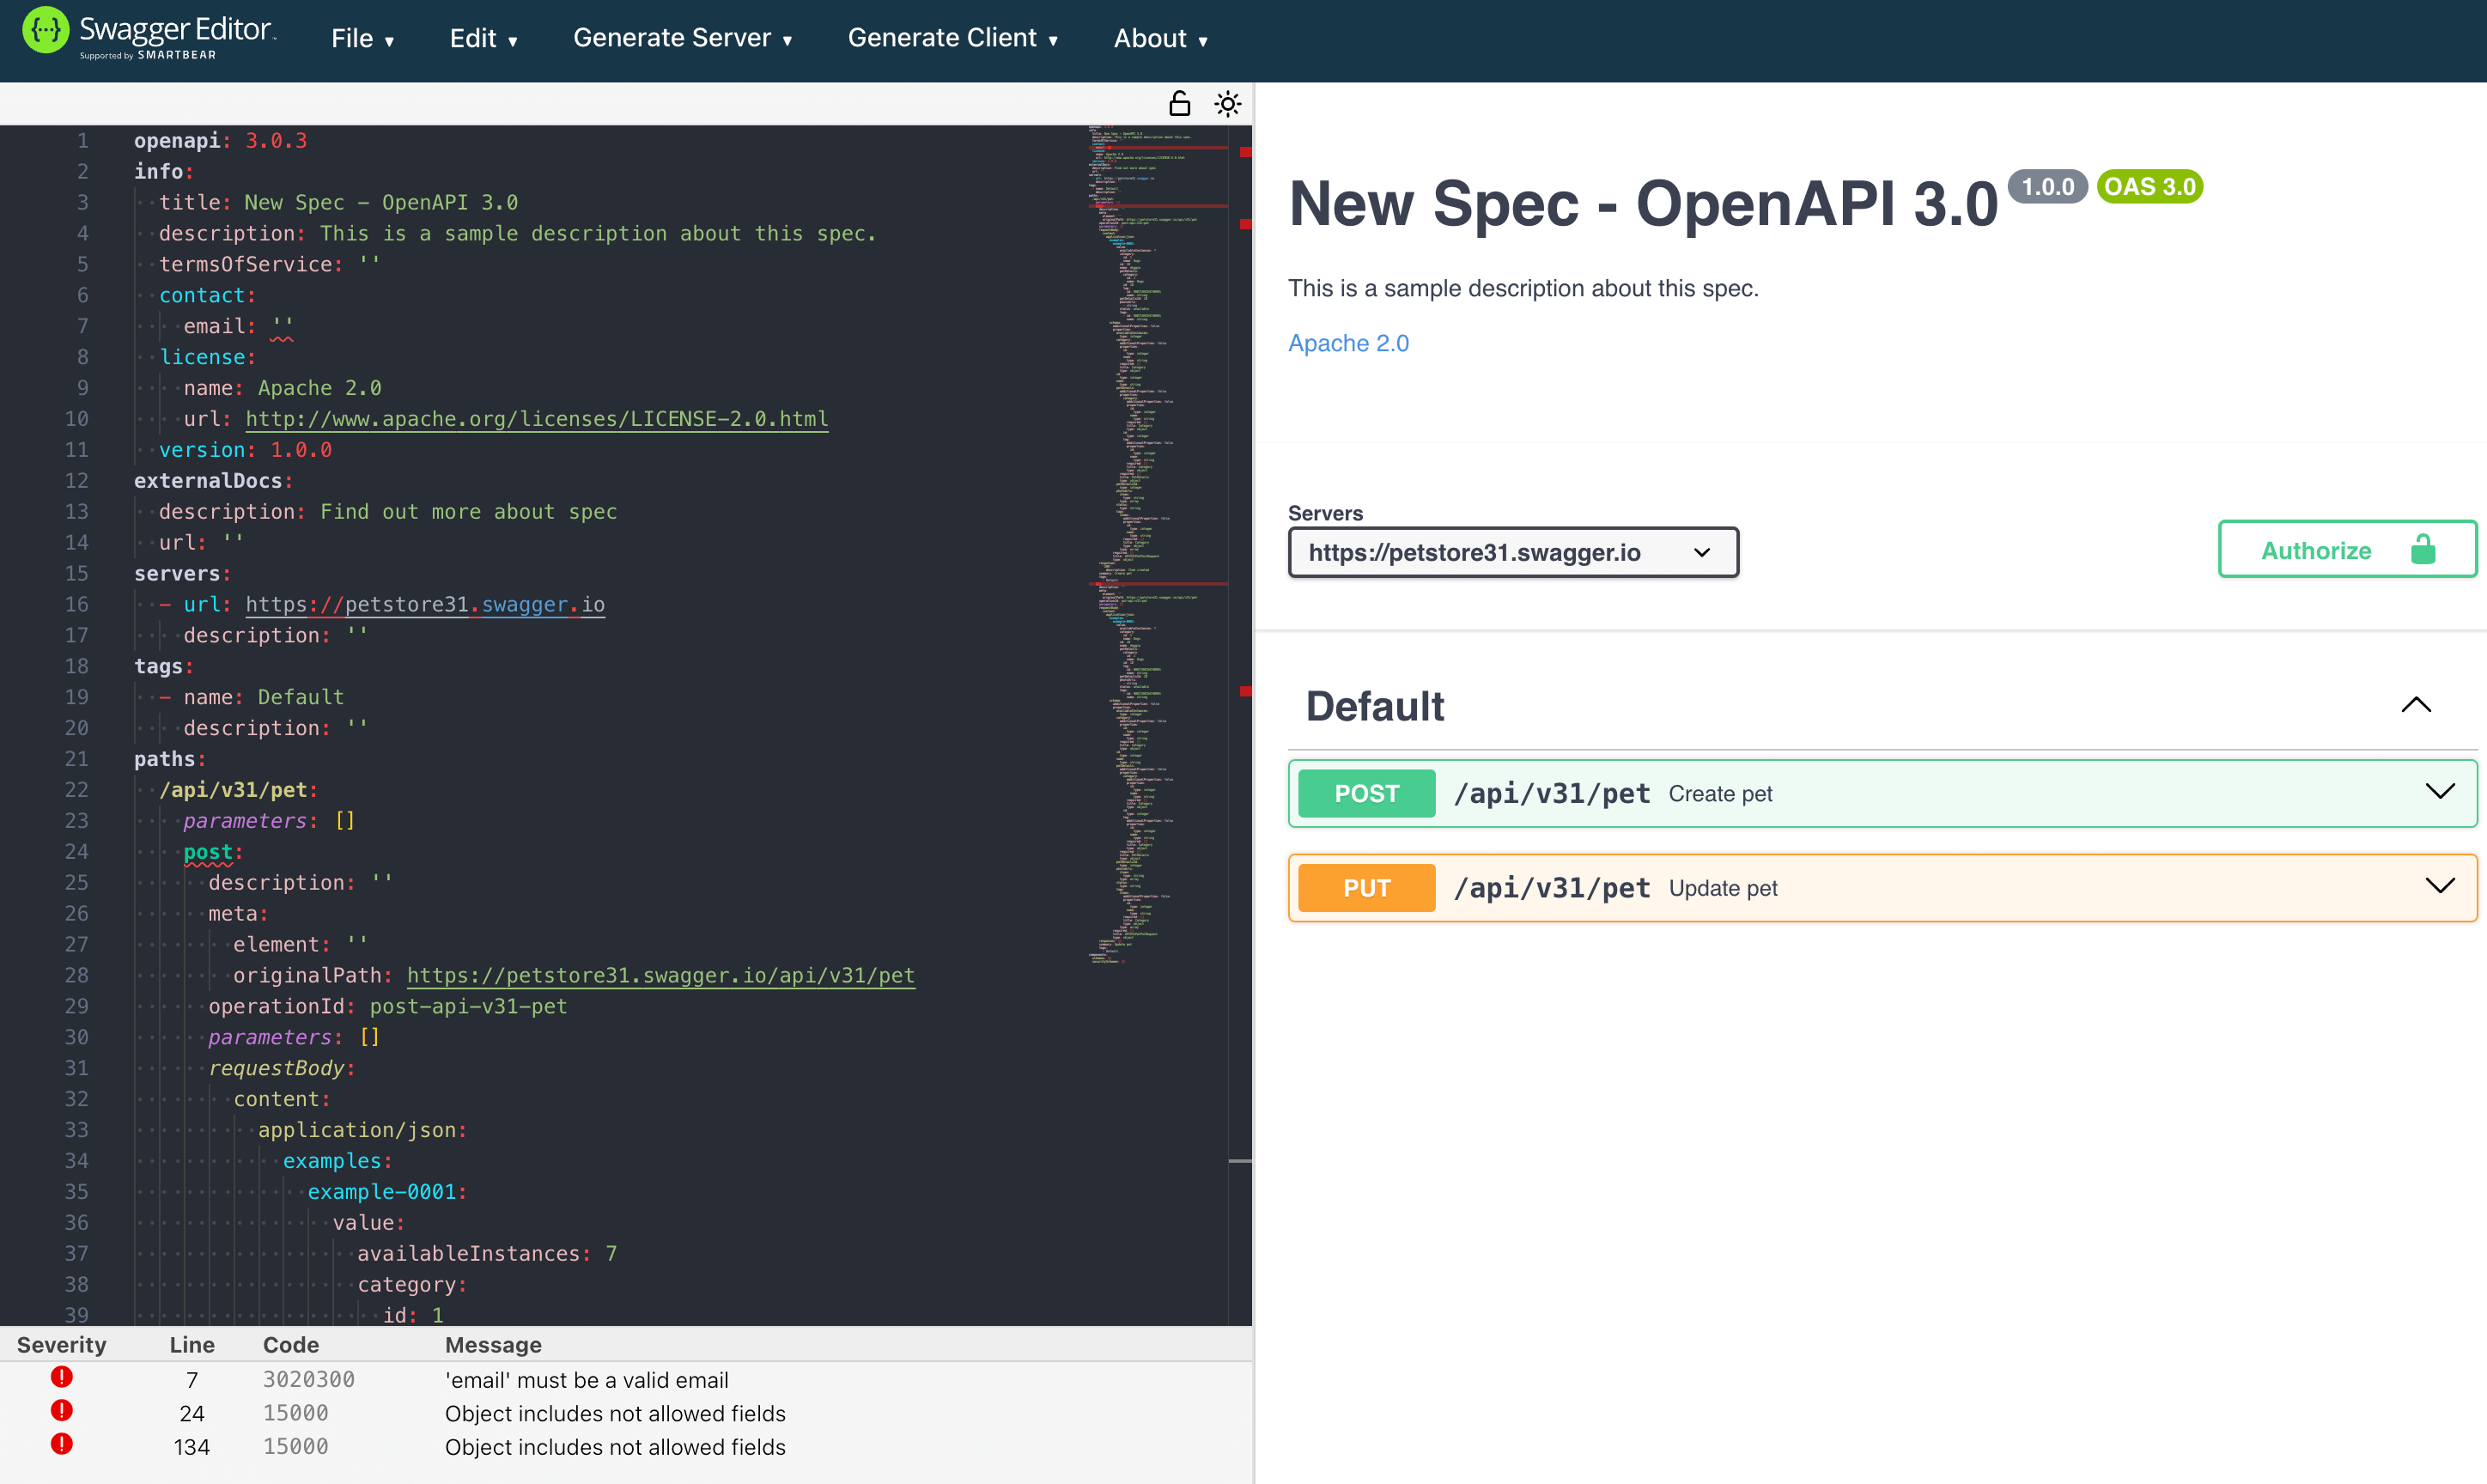 Swagger Editor
Supported by SMARTBEAR
File
Edit
Generate Server
Generate Client
About
1 openapi: 3.0.3
2 info:
3 title: New Spec - OpenAPI 3.0
4 description: This is a sample description about this spec.
5 termsOfService: ''
6 contact:
7 email: ''
8 license:
9 name: Apache 2.0
10 url: http://www.apache.org/licenses/LICENSE-2.0.html
11 version: 1.0.0
12 externalDocs:
13 description: Find out more about spec
14 url: ''
15 servers:
16 - url: https://petstore31.swagger.io
17 description: ''
18 tags:
19 - name: Default
20 description: ''
21 paths:
22 /api/v31/pet:
23 parameters: []
24 post:
25 description: ''
26 meta:
27 element: ''
28 originalPath: https://petstore31.swagger.io/api/v31/pet
29 operationId: post-api-v31-pet
30 parameters: []
31 requestBody:
32 content:
33 application/json:
34 examples:
35 example-0001:
36 value:
37 availableInstances: 7
38 category:
39 id: 1
Severity Line Code Message
7 3020300 'email' must be a valid email
24 15000 Object includes not allowed fields
134 15000 Object includes not allowed fields
New Spec - OpenAPI 3.0 1.0.0 OAS 3.0
This is a sample description about this spec.
Apache 2.0
Servers
https://petstore31.swagger.io
Authorize
Default
POST /api/v31/pet Create pet
PUT /api/v31/pet Update pet